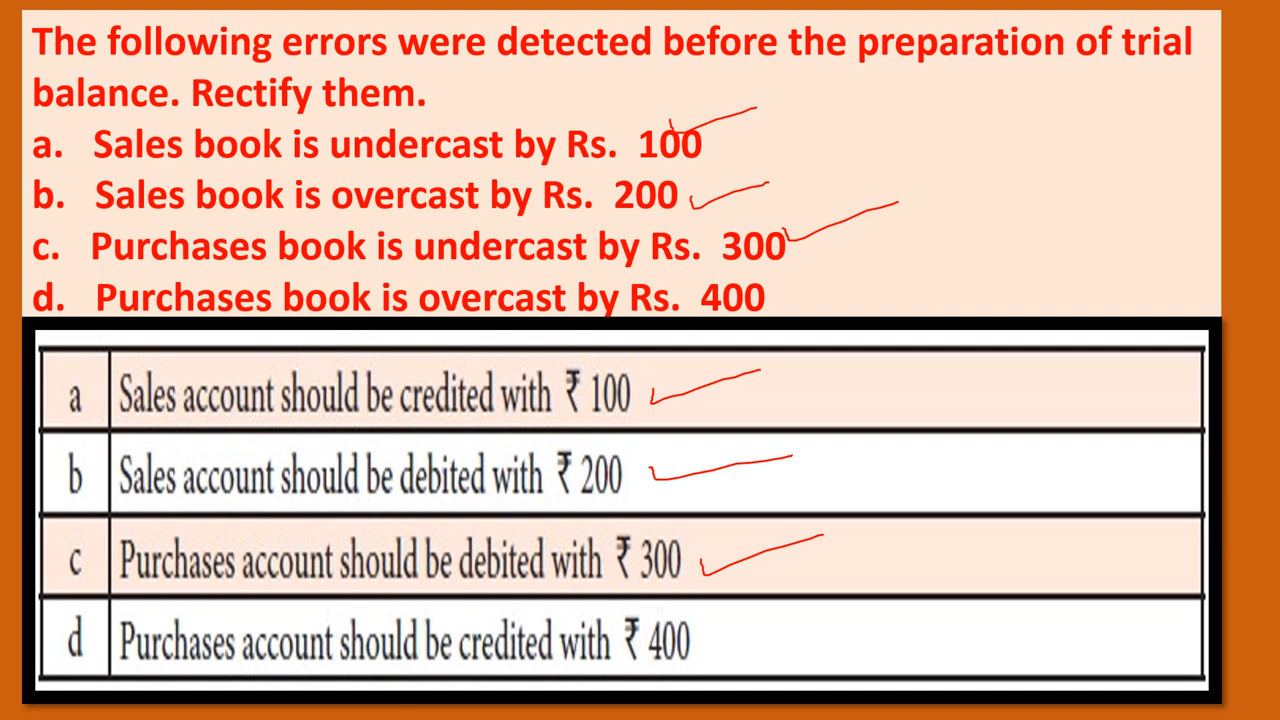 The following errors were detected before the preparation of trial
balance. Rectify them.
a. Sales book is undercast by Rs. 100
b. Sales book is overcast by Rs. 200
c. Purchases book is undercast by Rs. 300
d. Purchases book is overcast by Rs. 400
a Sales account should be credited with ₹ 100
b Sales account should be debited with ₹ 200
c Purchases account should be debited with ₹ 300
d Purchases account should be credited with ₹ 400